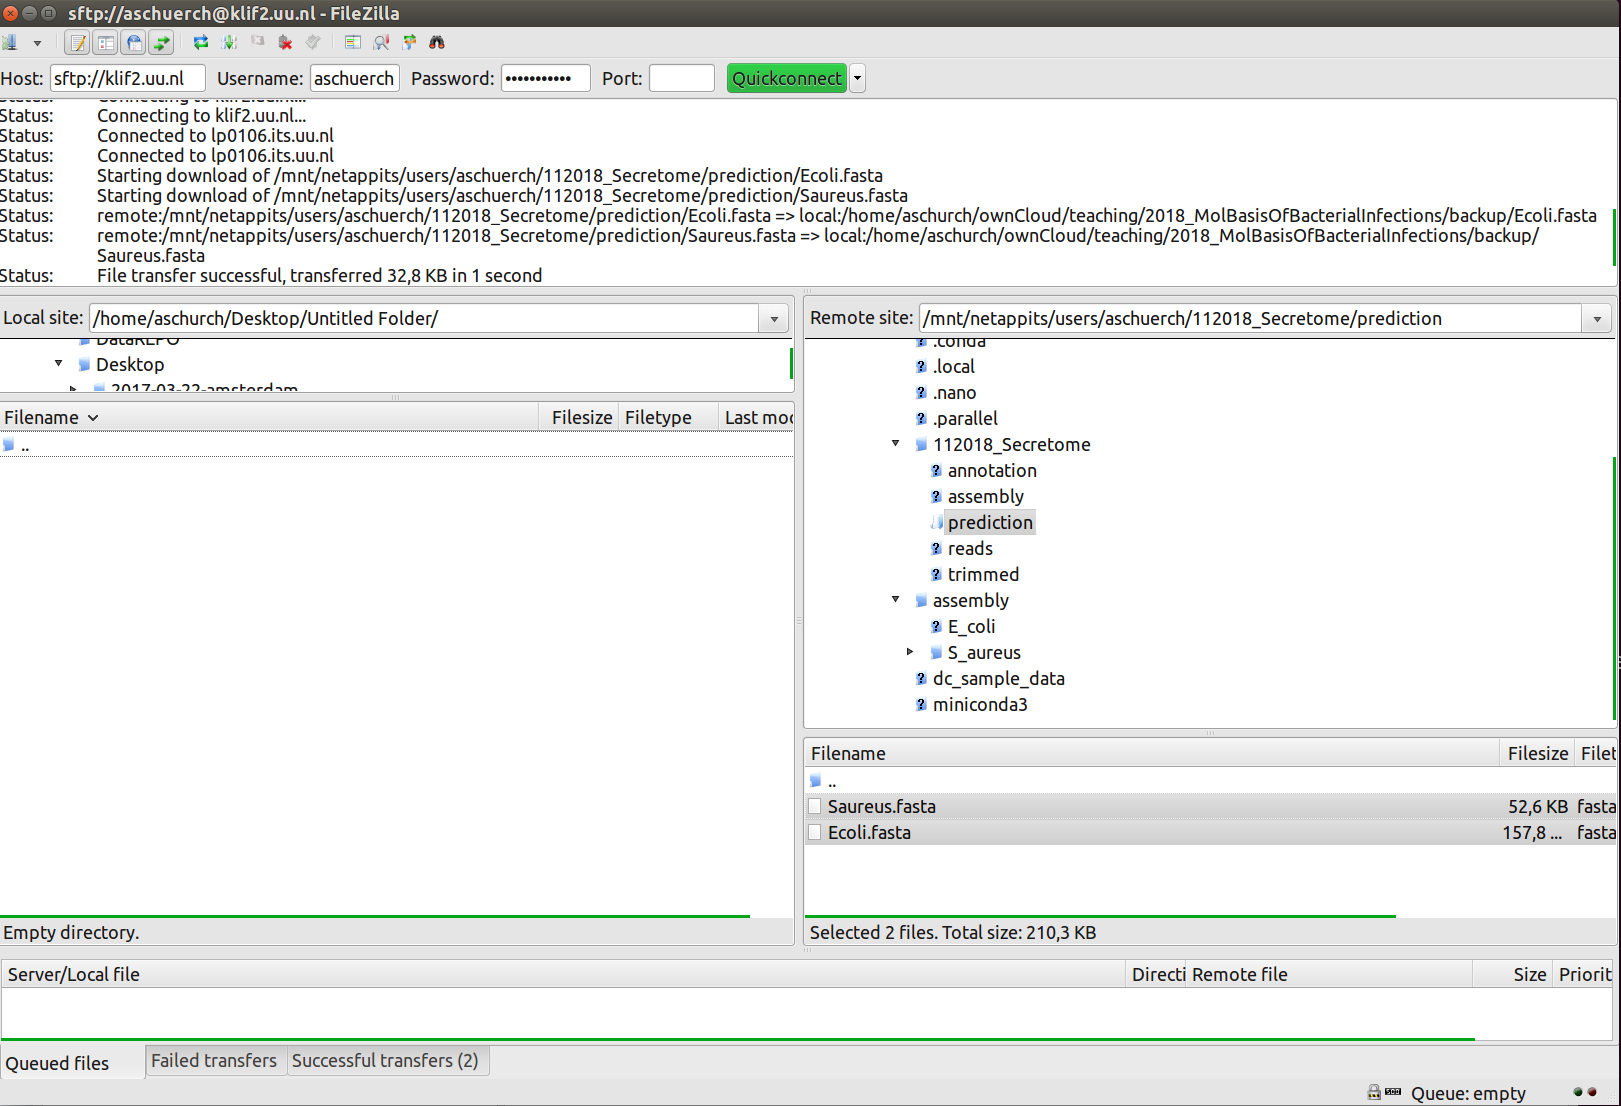 sftp://aschuerch@klif2.uu.nl - FileZilla
Host: sftp://klif2.uu.nl Username: aschuerch Password: ••••••••••• Port: Quickconnect
Status: Connecting to klif2.uu.nl...
Status: Connecting to klif2.uu.nl...
Status: Connected to lp0106.its.uu.nl
Status: Connected to lp0106.its.uu.nl
Status: Starting download of /mnt/netappits/users/aschuerch/112018_Secretome/prediction/Ecoli.fasta
Status: Starting download of /mnt/netappits/users/aschuerch/112018_Secretome/prediction/Saureus.fasta
Status: remote:/mnt/netappits/users/aschuerch/112018_Secretome/prediction/Ecoli.fasta => local:/home/aschurch/ownCloud/teaching/2018_MolBasisOfBacterialInfections/backup/Ecoli.fasta
Status: remote:/mnt/netappits/users/aschuerch/112018_Secretome/prediction/Saureus.fasta => local:/home/aschurch/ownCloud/teaching/2018_MolBasisOfBacterialInfections/backup/
Saureus.fasta
Status: File transfer successful, transferred 32,8 KB in 1 second
Local site: /home/aschurch/Desktop/Untitled Folder/
DataREPO
Desktop
2017-03-22-amsterdam
Filename Filesize Filetype Last mod
..
Empty directory.
Remote site: /mnt/netappits/users/aschuerch/112018_Secretome/prediction
.conda
.local
.nano
.parallel
112018_Secretome
annotation
assembly
prediction
reads
trimmed
assembly
E_coli
S_aureus
dc_sample_data
miniconda3
Filename Filesize Filet
..
Saureus.fasta 52,6 KB fasta
Ecoli.fasta 157,8 ... fasta
Selected 2 files. Total size: 210,3 KB
Server/Local file Directi Remote file Size Priorit
Queued files Failed transfers Successful transfers (2)
Queue: empty